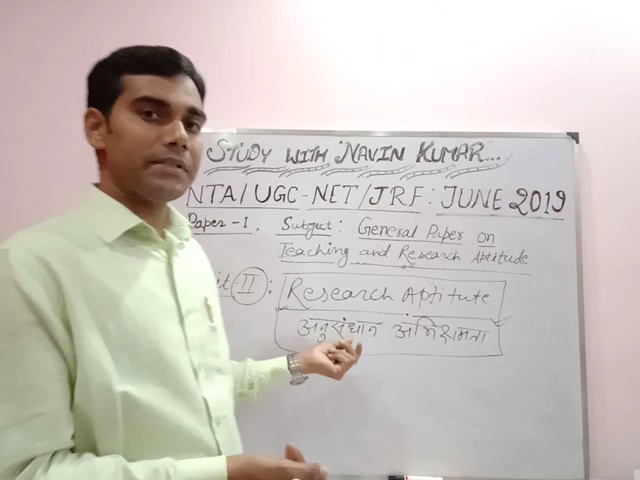 STUDY WITH NAVIN KUMAR...
NTA/UGC-NET/JRF: JUNE 2019
Paper-1. Subject: General Paper on
Teaching and Research Aptitude
it-II: Research Aptitute
अनुसंधान अभिक्षमता